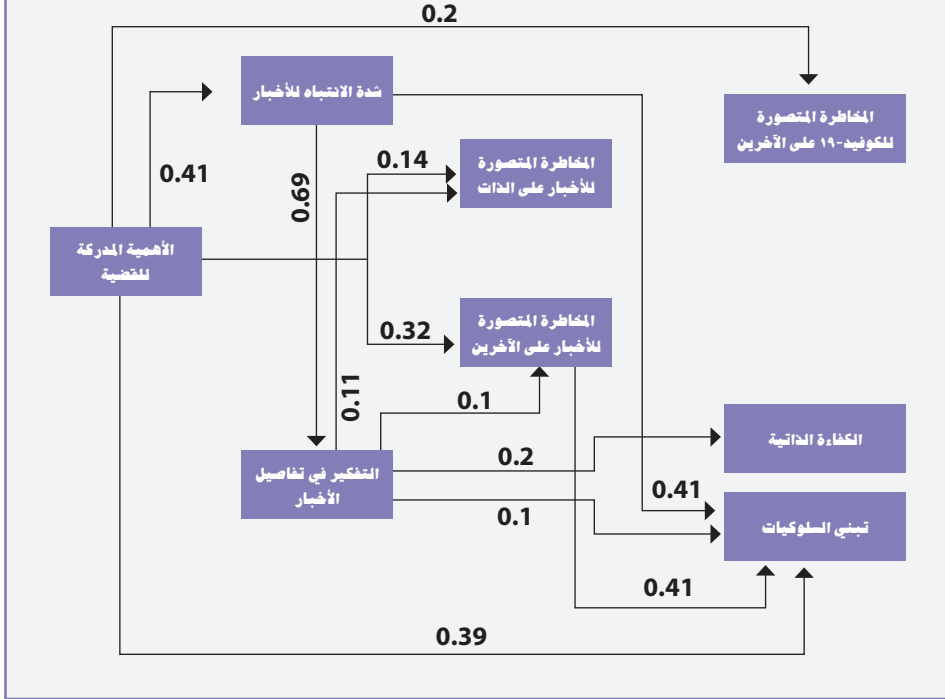 0.2
شدة الانتباه للأخبار
المخاطرة المتصورة
للكوفيد-١٩ على الآخرين
0.41
0.69
0.14
المخاطرة المتصورة
للأخبار على الذات
الأهمية المدركة
للقضية
0.32
المخاطرة المتصورة
للأخبار على الآخرين
0.11
0.1
الكفاءة الذاتية
التفكير في تفاصيل
الأخبار
0.2
0.1
0.41
تبني السلوكيات
0.41
0.39